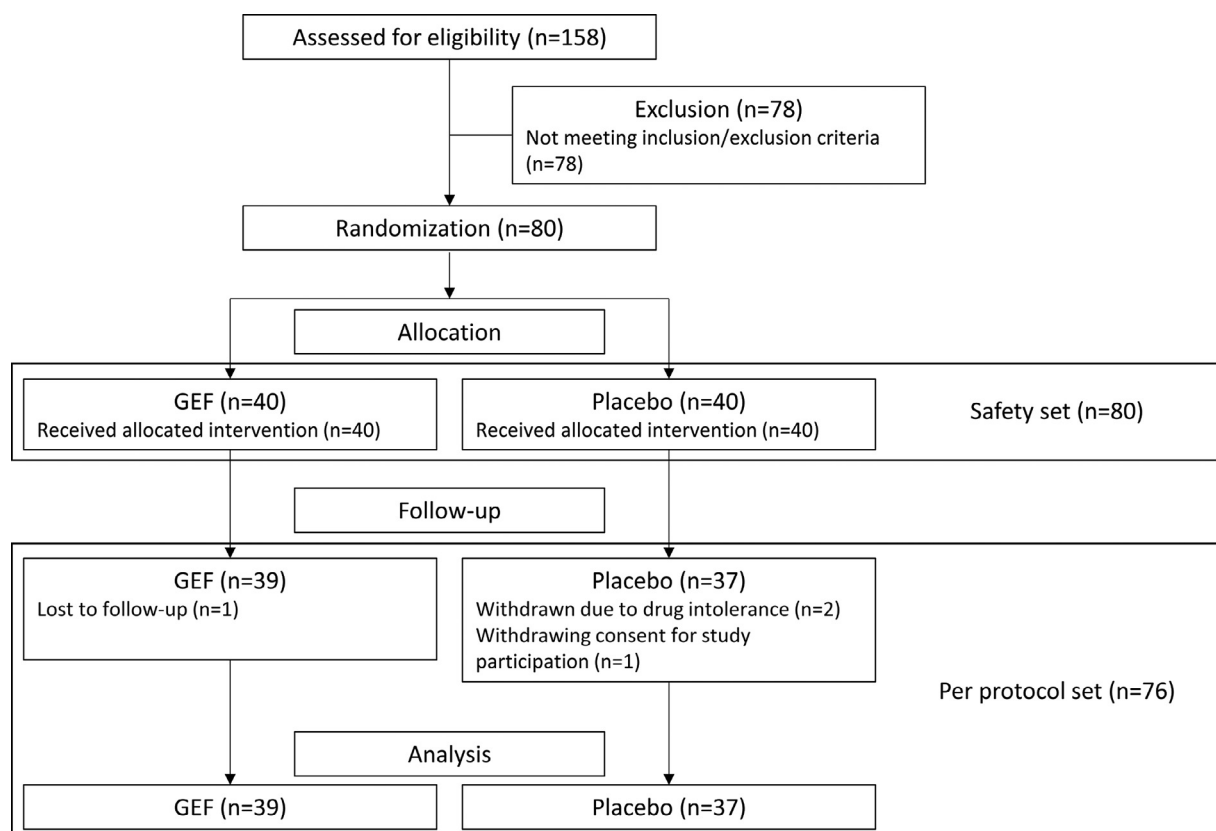 Assessed for eligibility (n=158)
Exclusion (n=78)
Not meeting inclusion/exclusion criteria
(n=78)
Randomization (n=80)
Allocation
GEF (n=40)
Received allocated intervention (n=40)
Placebo (n=40)
Received allocated intervention (n=40)
Safety set (n=80)
Follow-up
GEF (n=39)
Lost to follow-up (n=1)
Placebo (n=37)
Withdrawn due to drug intolerance (n=2)
Withdrawing consent for study
participation (n=1)
Per protocol set (n=76)
Analysis
GEF (n=39)
Placebo (n=37)